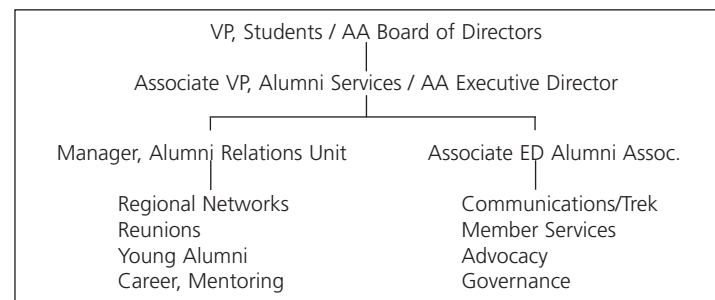 VP, Students / AA Board of Directors
Associate VP, Alumni Services / AA Executive Director
Manager, Alumni Relations Unit
Associate ED Alumni Assoc.
Regional Networks
Reunions
Young Alumni
Career, Mentoring
Communications/Trek
Member Services
Advocacy
Governance